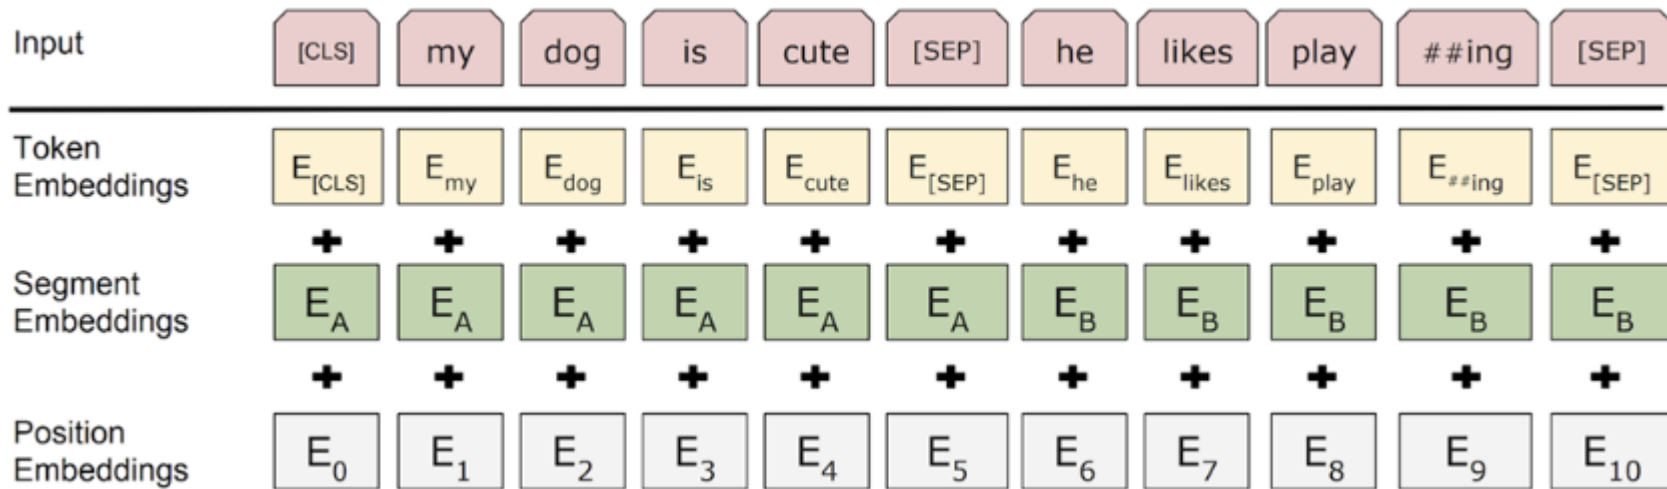 Input [CLS] my dog is cute [SEP] he likes play ##ing [SEP]
Token Embeddings E[CLS] Emy Edog Eis Ecute E[SEP] Ehe Elikes Eplay E##ing E[SEP]
+ + + + + + + + + + +
Segment Embeddings EA EA EA EA EA EA EB EB EB EB EB
+ + + + + + + + + + +
Position Embeddings E0 E1 E2 E3 E4 E5 E6 E7 E8 E9 E10